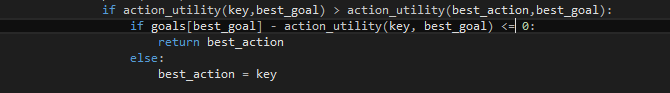 if action_utility(key,best_goal) > action_utility(best_action,best_goal):
if goals[best_goal] - action_utility(key, best_goal) <= 0:
return best_action
else:
best_action = key